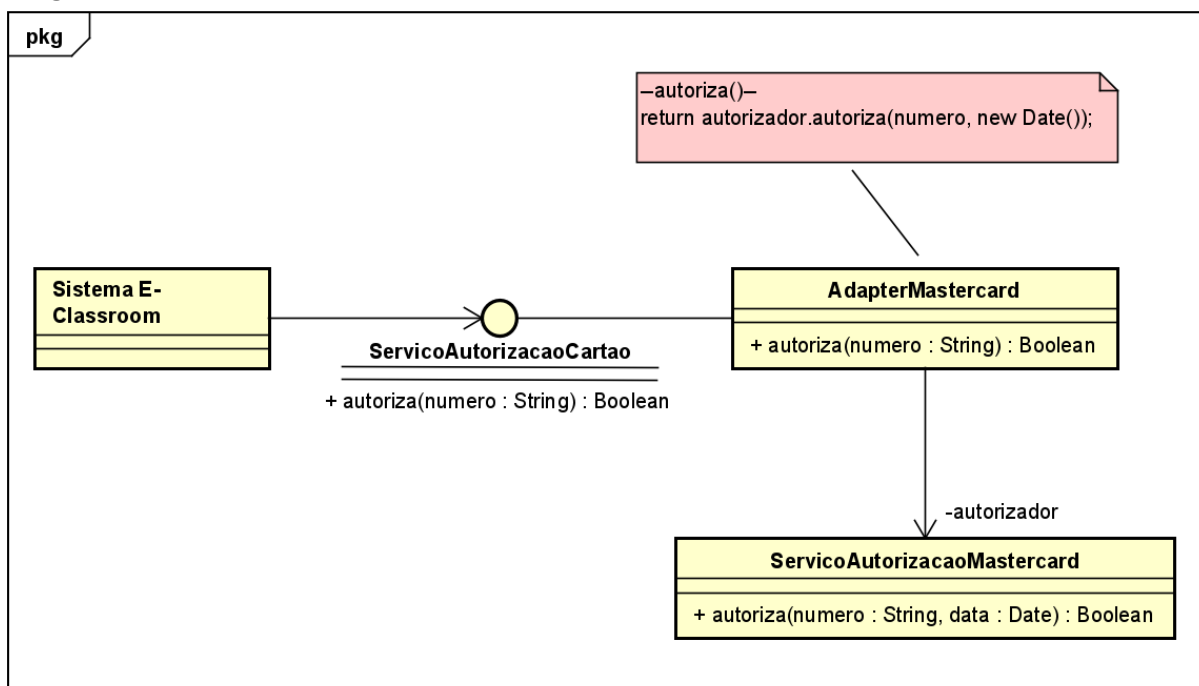 pkg
–autoriza()–
return autorizador.autoriza(numero, new Date());
Sistema E-
Classroom
ServicoAutorizacaoCartao
+ autoriza(numero : String) : Boolean
AdapterMastercard
+ autoriza(numero : String) : Boolean
-autorizador
ServicoAutorizacaoMastercard
+ autoriza(numero : String, data : Date) : Boolean